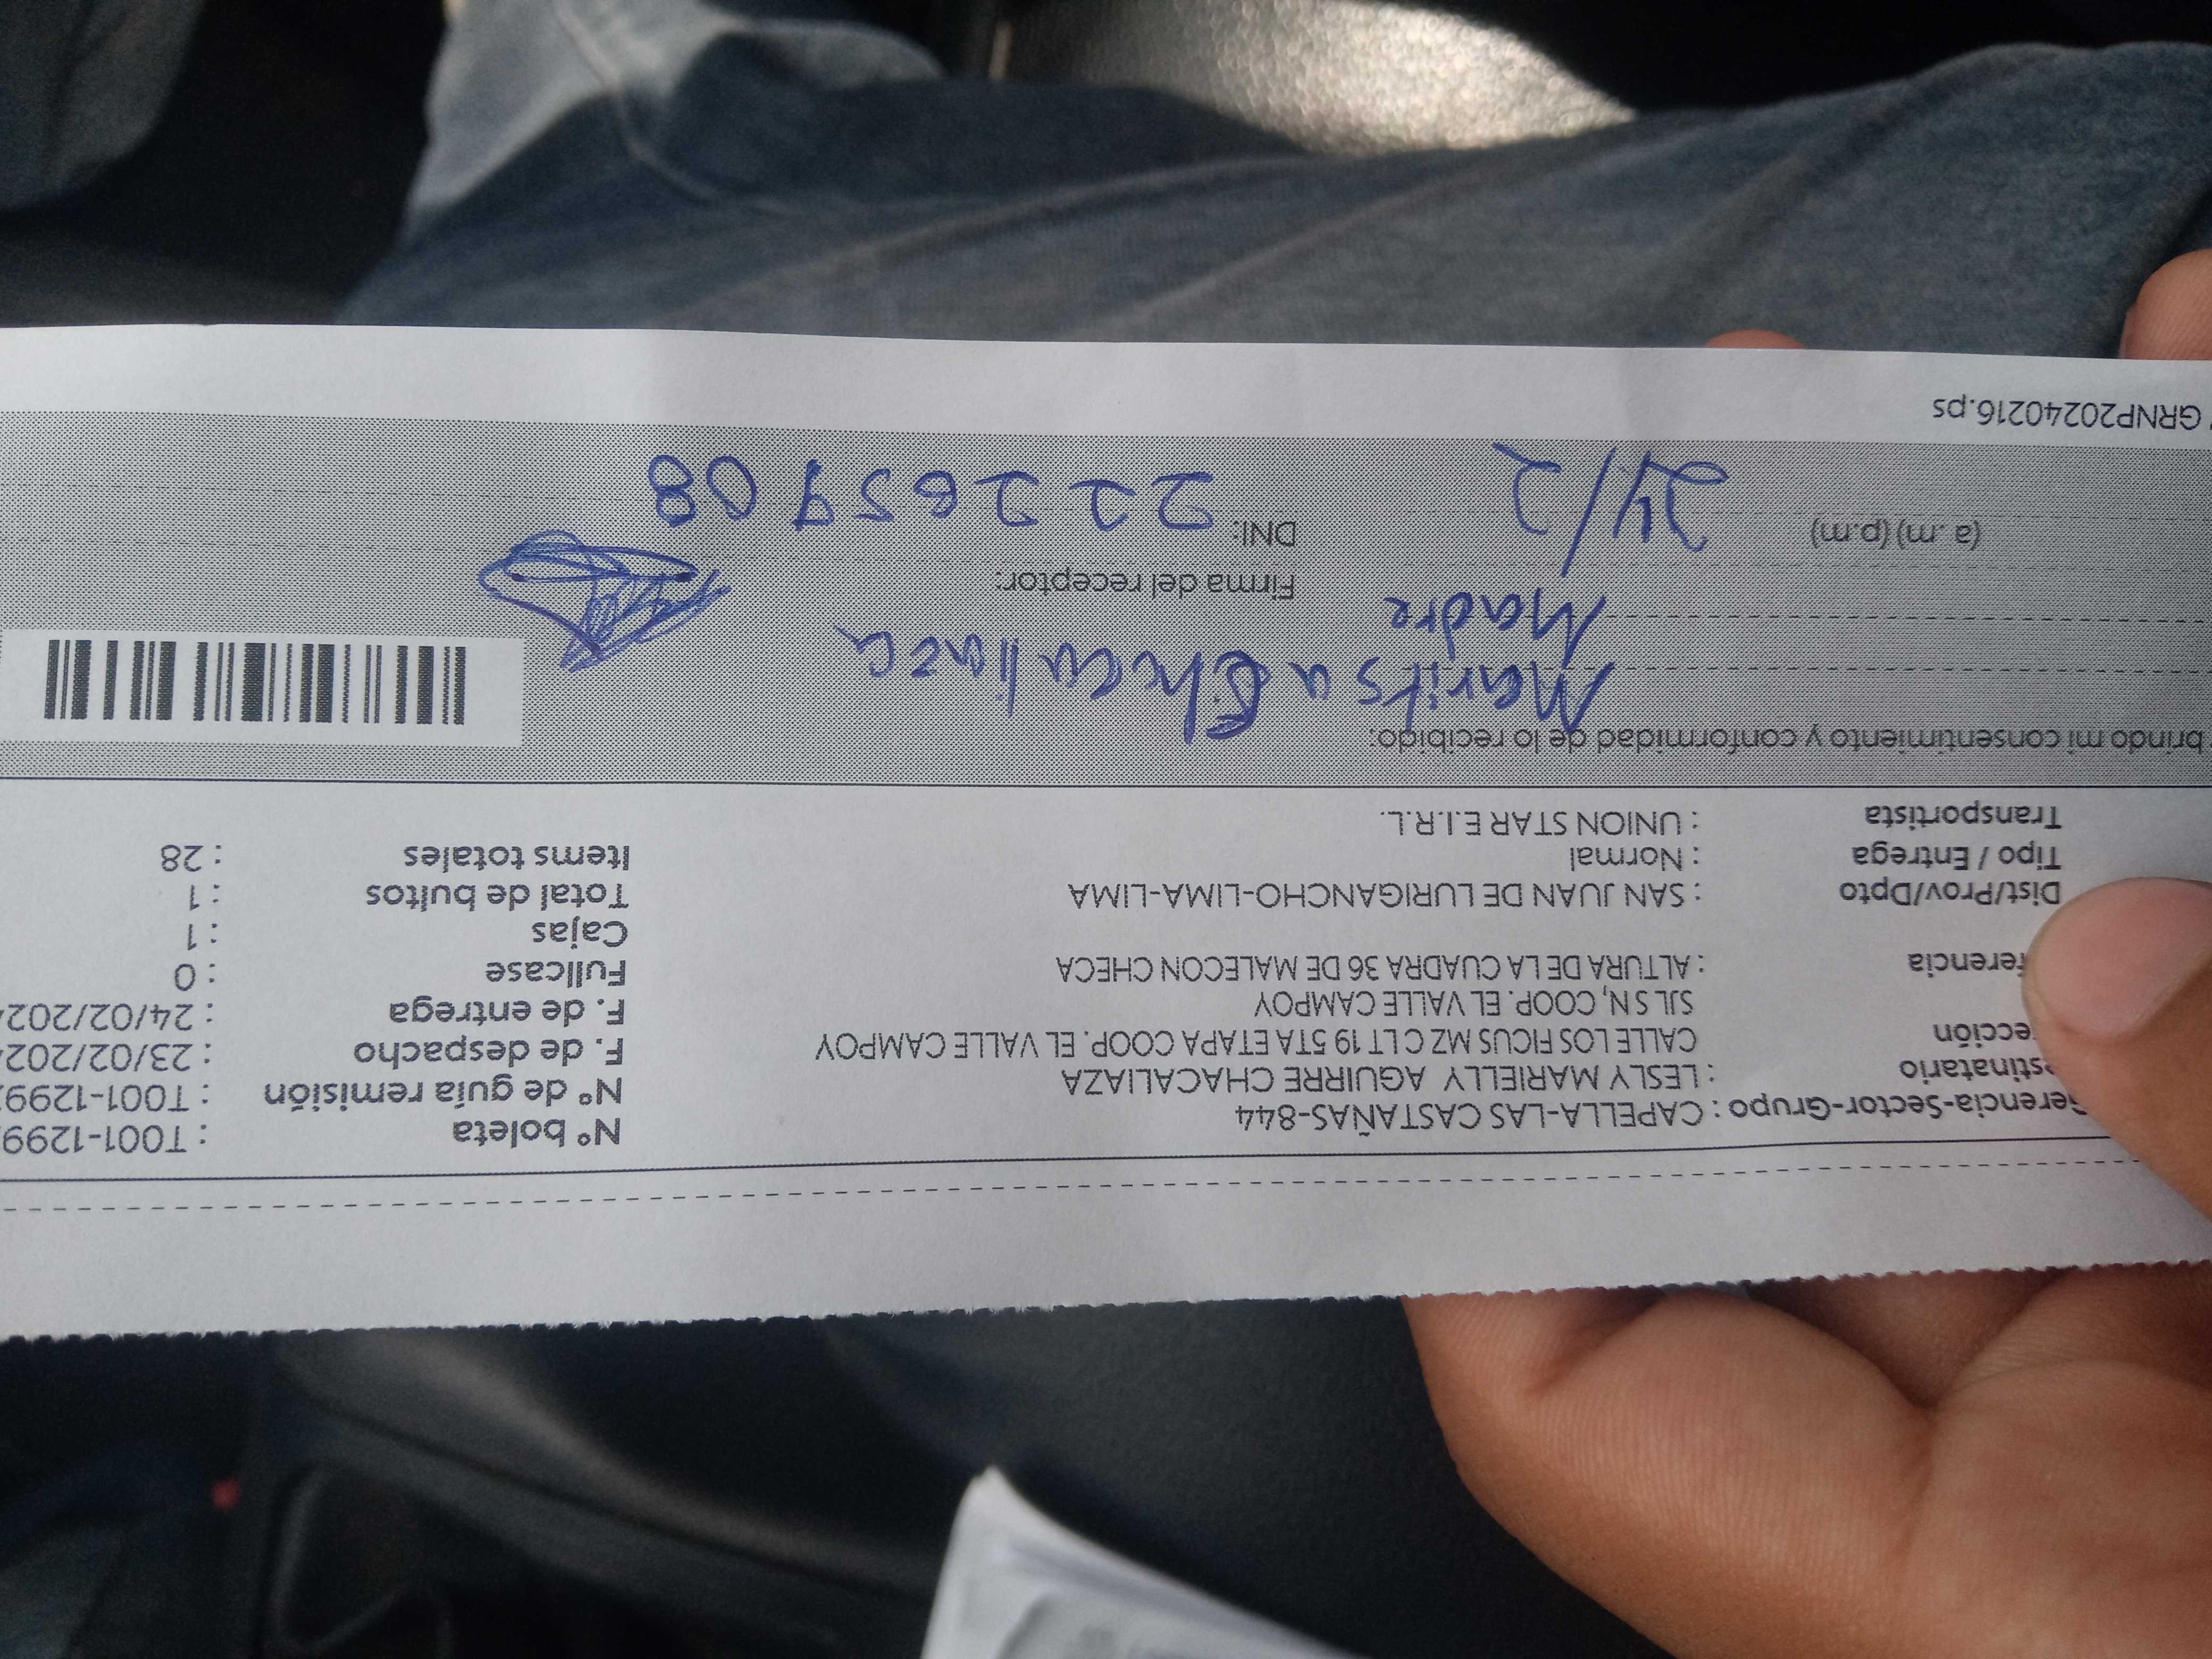 Gerencia-Sector-Grupo : CAPELLA-LAS CASTAÑAS-844
estinatario : LESLY MARIELLY AGUIRRE CHACALIAZA
ección CALLE LOS FICUS MZ C LT 19 5TA ETAPA COOP. EL VALLE CAMPOY
SJL SN, COOP. EL VALLE CAMPOY
ferencia : ALTURA DE LA CUADRA 36 DE MALECON CHECA
Dist/Prov/Dpto : SAN JUAN DE LURIGANCHO-LIMA-LIMA
Tipo / Entrega : Normal
Transportista : UNION STAR E.I.R.L.
N° boleta : T001-1299
N° de guía remisión : T001-1299
F. de despacho : 23/02/202
F. de entrega : 24/02/202
Fullcase : 0
Cajas : 1
Total de bultos : 1
Items totales : 28
brindo mi consentimiento y conformidad de lo recibido:
Maritsa Chacaliaza
Madre
Firma del receptor:
(a.m) (p.m) 24/2
DNI:
GRNP20240216.ps